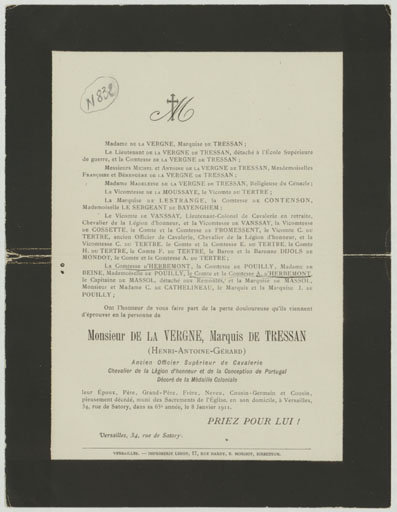 N 838
M
Madame DE LA VERGNE, Marquise DE TRESSAN ;
Le Lieutenant DE LA VERGNE DE TRESSAN, détaché à l'École Supérieure
de guerre, et la Comtesse DE LA VERGNE DE TRESSAN ;
Messieurs Michel et Antoine DE LA VERGNE DE TRESSAN, Mesdemoiselles
Françoise et Bérengère DE LA VERGNE DE TRESSAN ;
Madame Madeleine DE LA VERGNE DE TRESSAN, Religieuse du Cénacle ;
La Vicomtesse DE LA MOUSSAYE, le Vicomte DU TERTRE ;
La Marquise DE LESTRANGE, la Comtesse DE CONTENSON,
Mademoiselle LE SERGEANT DE BAYENGHEM ;
Le Vicomte DE VANSSAY, Lieutenant-Colonel de Cavalerie en retraite,
Chevalier de la Légion d'honneur, et la Vicomtesse DE VANSSAY, la Vicomtesse
DE COSSETTE, le Comte et la Comtesse DE FROMESSENT, le Vicomte C. DU
TERTRE, ancien Officier de Cavalerie, Chevalier de la Légion d'honneur, et la
Vicomtesse C. DU TERTRE, le Comte et la Comtesse E. DU TERTRE, le Comte
H. DU TERTRE, le Comte F. DU TERTRE, le Baron et la Baronne DIJOLS DE
MONDOT, le Comte et la Comtesse A. DU TERTRE ;
La Comtesse D'HERBEMONT, la Comtesse DE POUILLY, Madame DE
REINE, Mademoiselle DE POUILLY, le Comte et la Comtesse D'HERBEMONT,
le Capitaine DE MASSOL, détaché aux Remontes, et la Marquise DE MASSOL,
Monsieur et Madame C. DE CATHELINEAU, le Marquis et la Marquise J. DE
POUILLY ;
Ont l'honneur de vous faire part de la perte douloureuse qu'ils viennent
d'éprouver en la personne de
Monsieur DE LA VERGNE, Marquis DE TRESSAN
(HENRI-ANTOINE-GÉRARD)
Ancien Officier Supérieur de Cavalerie
Chevalier de la Légion d'honneur et de la Conception de Portugal
Décoré de la Médaille Coloniale
leur Époux, Père, Grand-Père, Frère, Neveu, Cousin-Germain et Cousin,
pieusement décédé, muni des Sacrements de l'Église, en son domicile, à Versailles,
34, rue de Satory, dans sa 65e année, le 8 Janvier 1911.
PRIEZ POUR LUI !
Versailles, 34, rue de Satory.
VERSAILLES. — IMPRIMERIE LEBON, 17, RUE